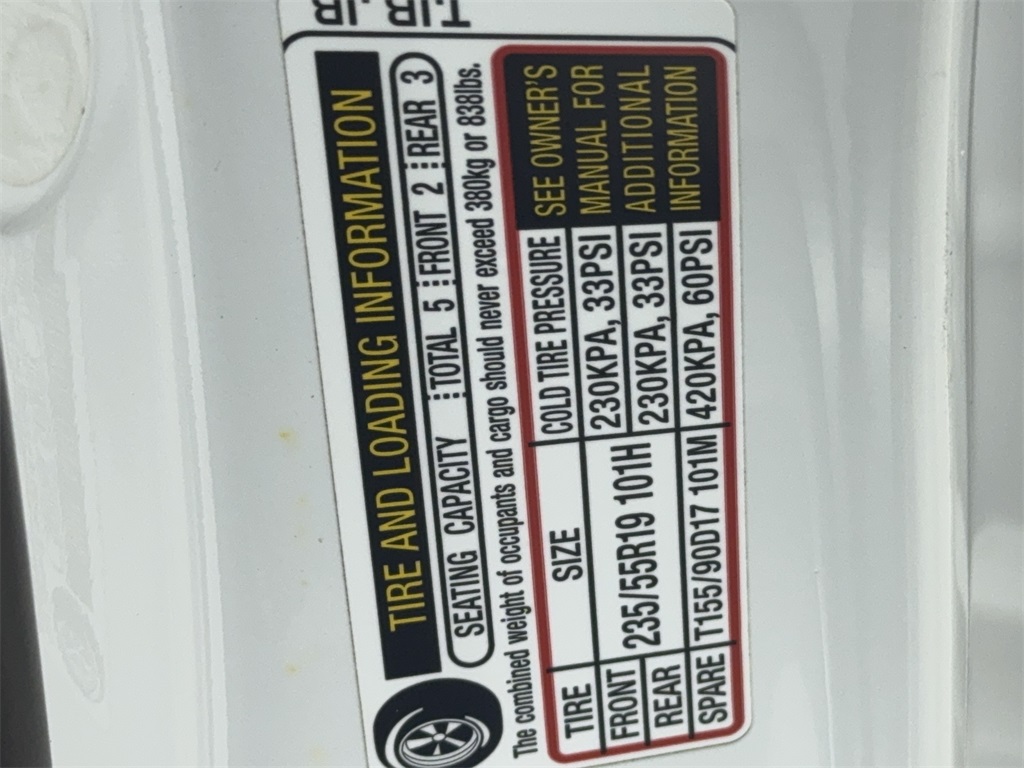 TIRE AND LOADING INFORMATION
SEATING CAPACITY TOTAL 5 FRONT 2 REAR 3
The combined weight of occupants and cargo should never exceed 380kg or 838lbs.
TIRE SIZE COLD TIRE PRESSURE
FRONT 235/55R19 101H 230KPA, 33PSI
REAR 230KPA, 33PSI
SPARE T155/90D17 101M 420KPA, 60PSI
SEE OWNER'S
MANUAL FOR
ADDITIONAL
INFORMATION